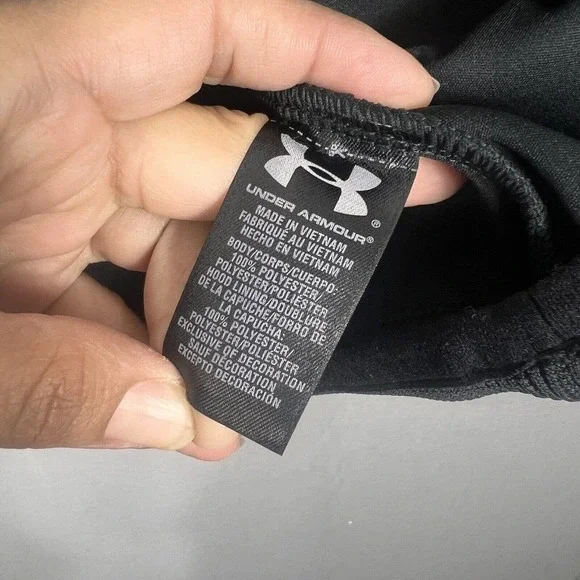 UNDER ARMOUR®
MADE IN VIETNAM
FABRIQUÉ AU VIETNAM
HECHO EN VIETNAM
BODY/CORPS/CUERPO-
100% POLYESTER/
POLYESTER/POLIÉSTER
HOOD LINING/DOUBLURE
DE LA CAPUCHE/FORRO DE
LA CAPUCHA-
100% POLYESTER/
POLYESTER/POLIÉSTER
EXCLUSIVE OF DECORATION
SAUF DÉCORATION
EXCEPTO DECORACIÓN